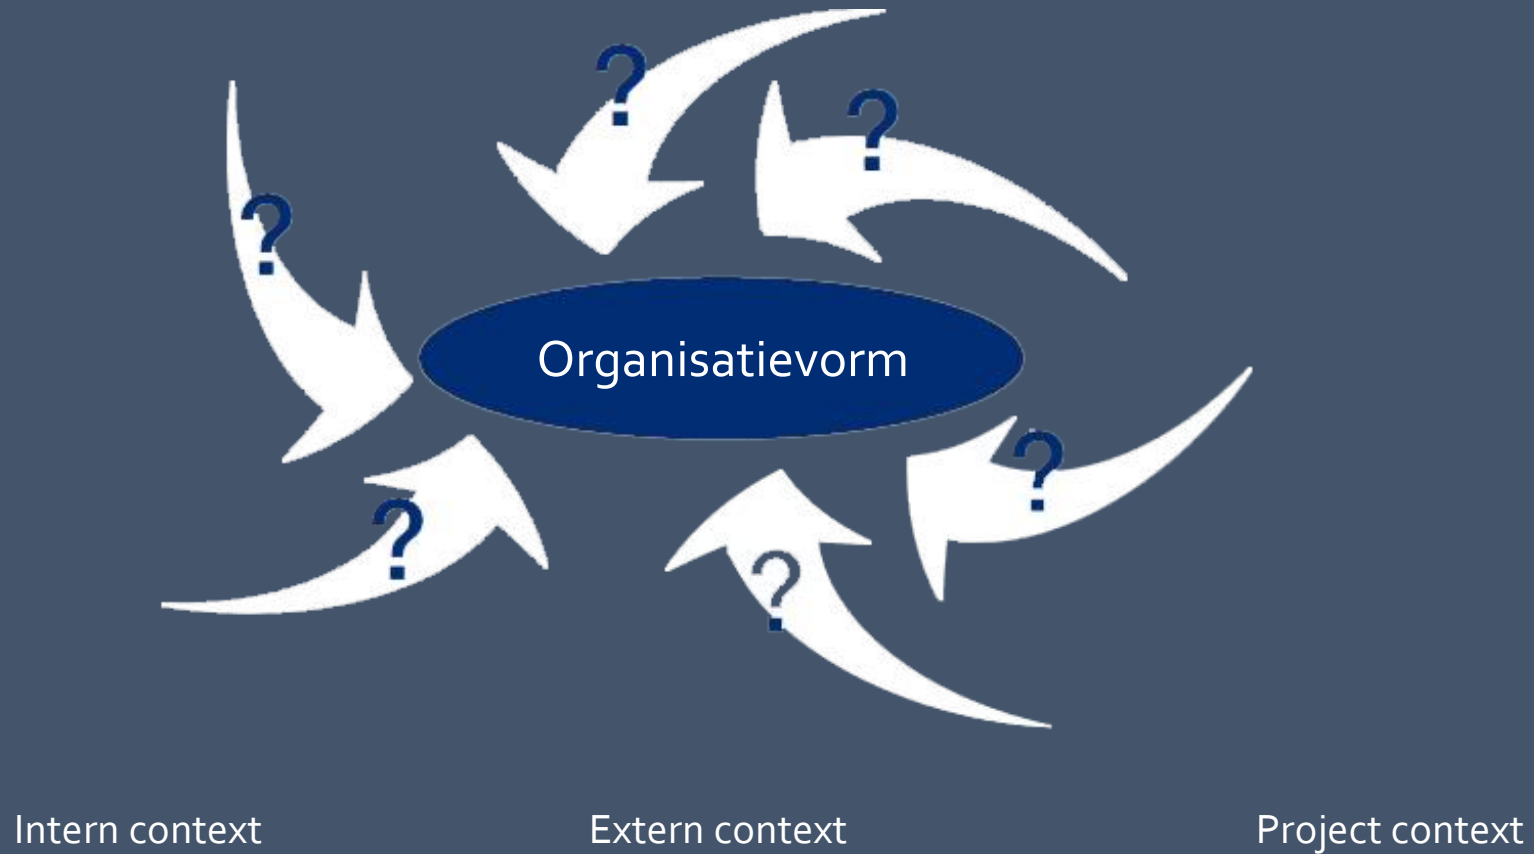 ?
?
?
Organisatievorm
?
?
?
Intern context
Extern context
Project context